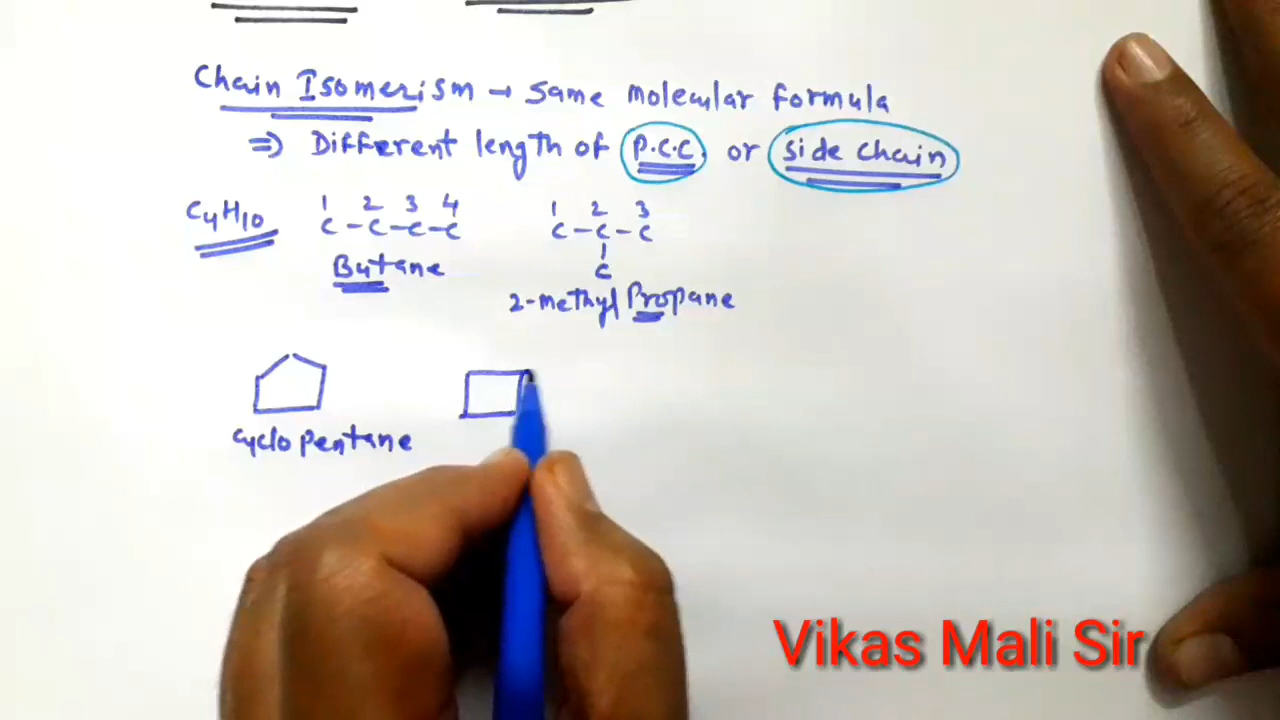 Chain Isomerism → Same molecular formula
⇒ Different length of P.C.C. or side chain
C4H10
1 2 3 4
C-C-C-C
Butane
1 2 3
C-C-C
C
2-methyl Propane
cyclo pentane
Vikas Mali Sir